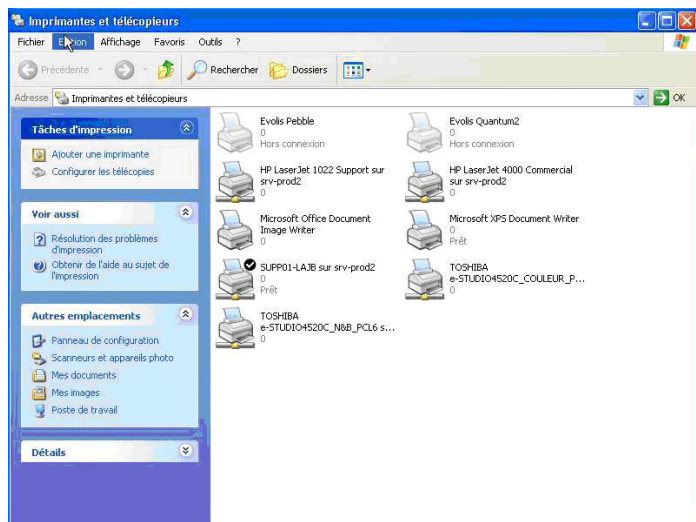 Imprimantes et télécopieurs
Fichier Edition Affichage Favoris Outils ?
Précédente Rechercher Dossiers
Adresse Imprimantes et télécopieurs OK
Tâches d'impression
Ajouter une imprimante
Configurer les télécopies
Voir aussi
Résolution des problèmes
d'impression
Obtenir de l'aide au sujet de
l'impression
Autres emplacements
Panneau de configuration
Scanneurs et appareils photo
Mes documents
Mes images
Poste de travail
Détails
Evolis Pebble
0
Hors connexion
Evolis Quantum2
0
Hors connexion
HP LaserJet 1022 Support sur
srv-prod2
0
HP LaserJet 4000 Commercial
sur srv-prod2
0
Microsoft Office Document
Image Writer
0
Microsoft XPS Document Writer
0
Prêt
SUPP01-LAJB sur srv-prod2
0
Prêt
TOSHIBA
e-STUDIO4520C_COULEUR_P...
0
TOSHIBA
e-STUDIO4520C_N&B_PCL6 s...
0